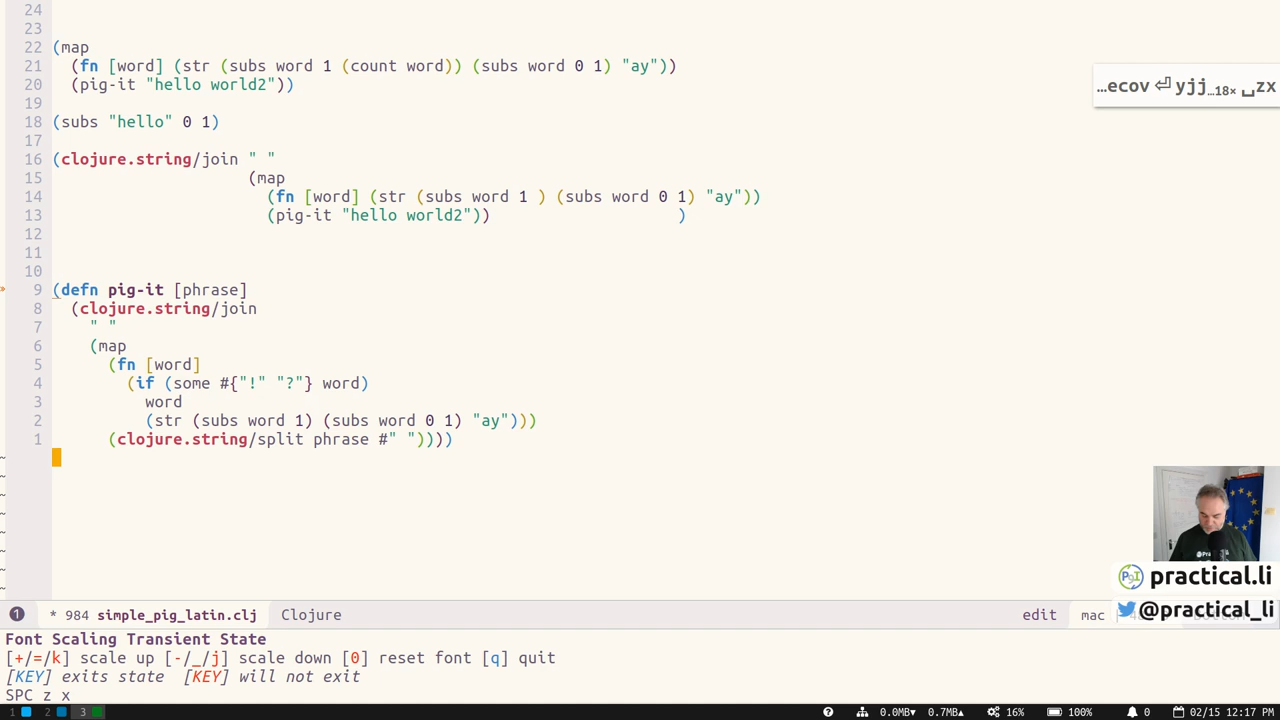 24
23
22 (map
21 (fn [word] (str (subs word 1 (count word)) (subs word 0 1) "ay"))
20 (pig-it "hello world2"))
19
18 (subs "hello" 0 1)
17
16 (clojure.string/join " "
15 (map
14 (fn [word] (str (subs word 1 ) (subs word 0 1) "ay"))
13 (pig-it "hello world2")) )
12
11
10
9 (defn pig-it [phrase]
8 (clojure.string/join
7 " "
6 (map
5 (fn [word]
4 (if (some #{"!" "?"} word)
3 word
2 (str (subs word 1) (subs word 0 1) "ay")))
1 (clojure.string/split phrase #" "))))
…ecov ⏎ yjj…18× ␣zx
practical.li
@practical_li
1 * 984 simple_pig_latin.clj Clojure edit mac
Font Scaling Transient State
[+/=/k] scale up [-/_/j] scale down [0] reset font [q] quit
[KEY] exits state [KEY] will not exit
SPC z x
1 2 3 0.0MB▾ 0.7MB▴ 16% 100% 0 02/15 12:17 PM